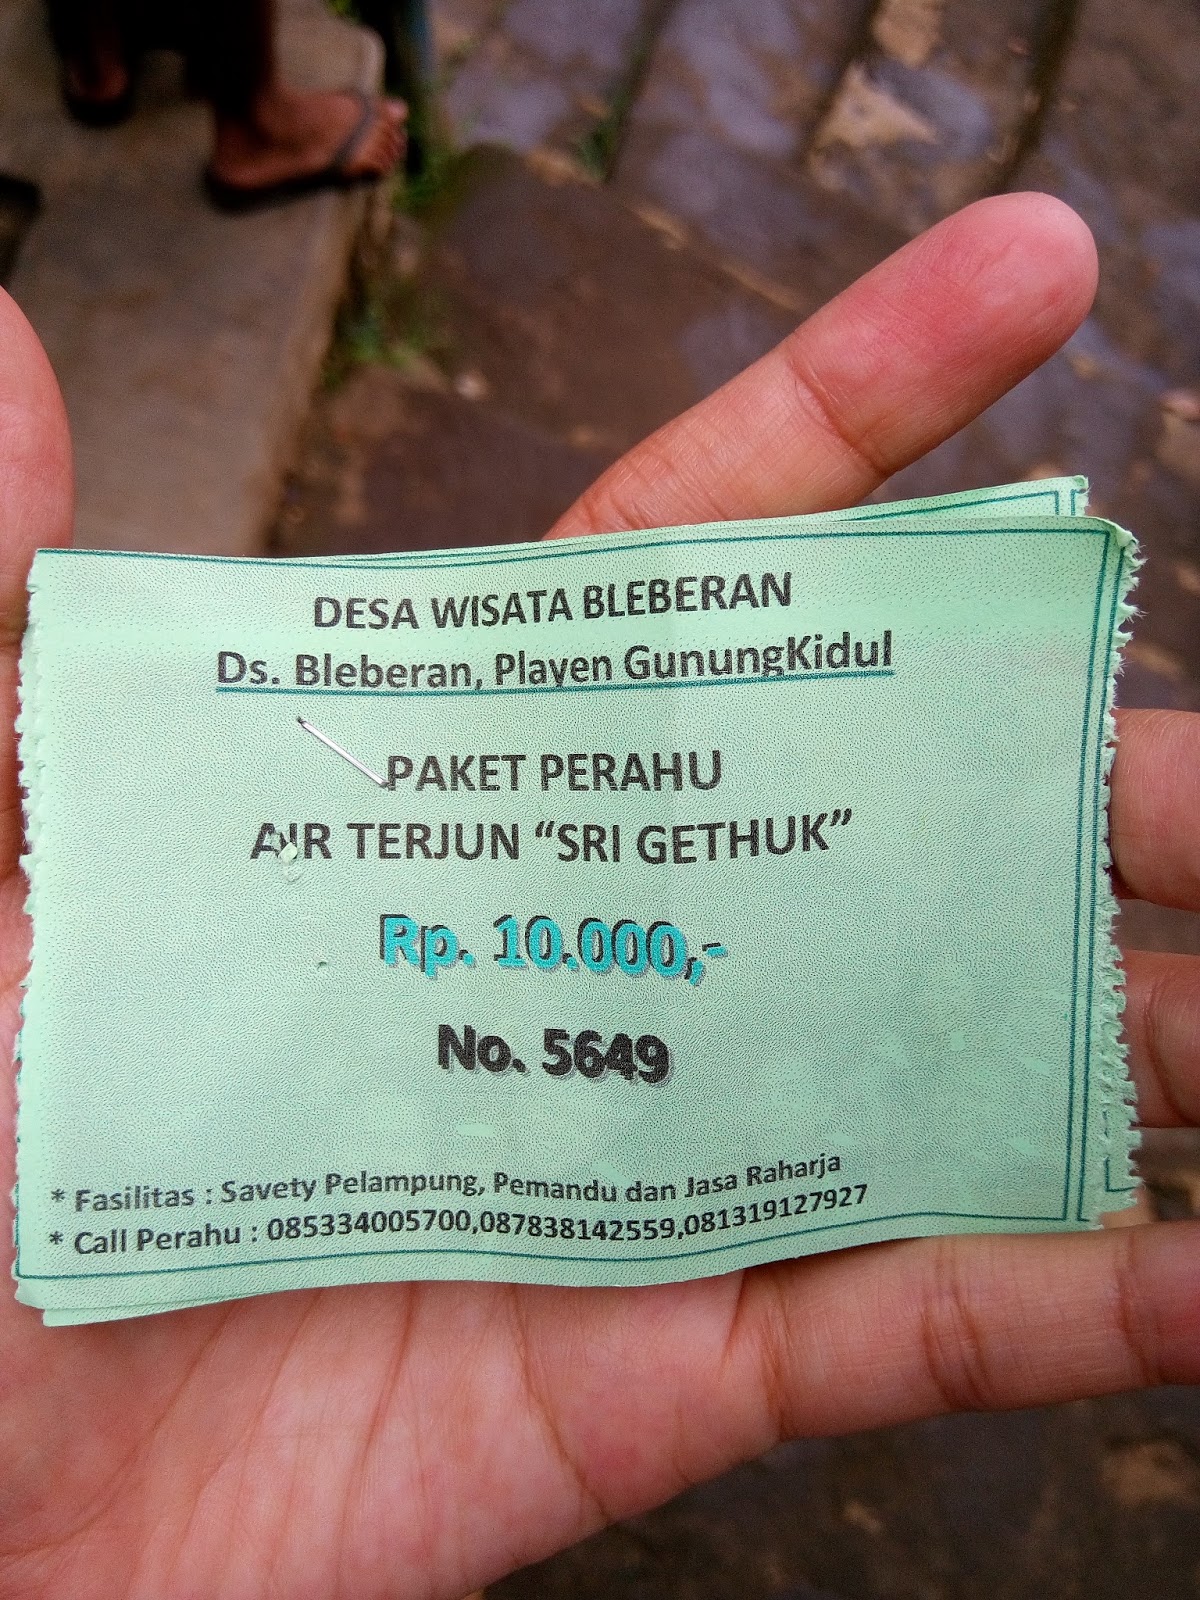 DESA WISATA BLEBERAN
Ds. Bleberan, Playen GunungKidul
PAKET PERAHU
AIR TERJUN “SRI GETHUK”
Rp. 10.000,-
No. 5649
* Fasilitas : Savety Pelampung, Pemandu dan Jasa Raharja
* Call Perahu : 085334005700,087838142559,081319127927